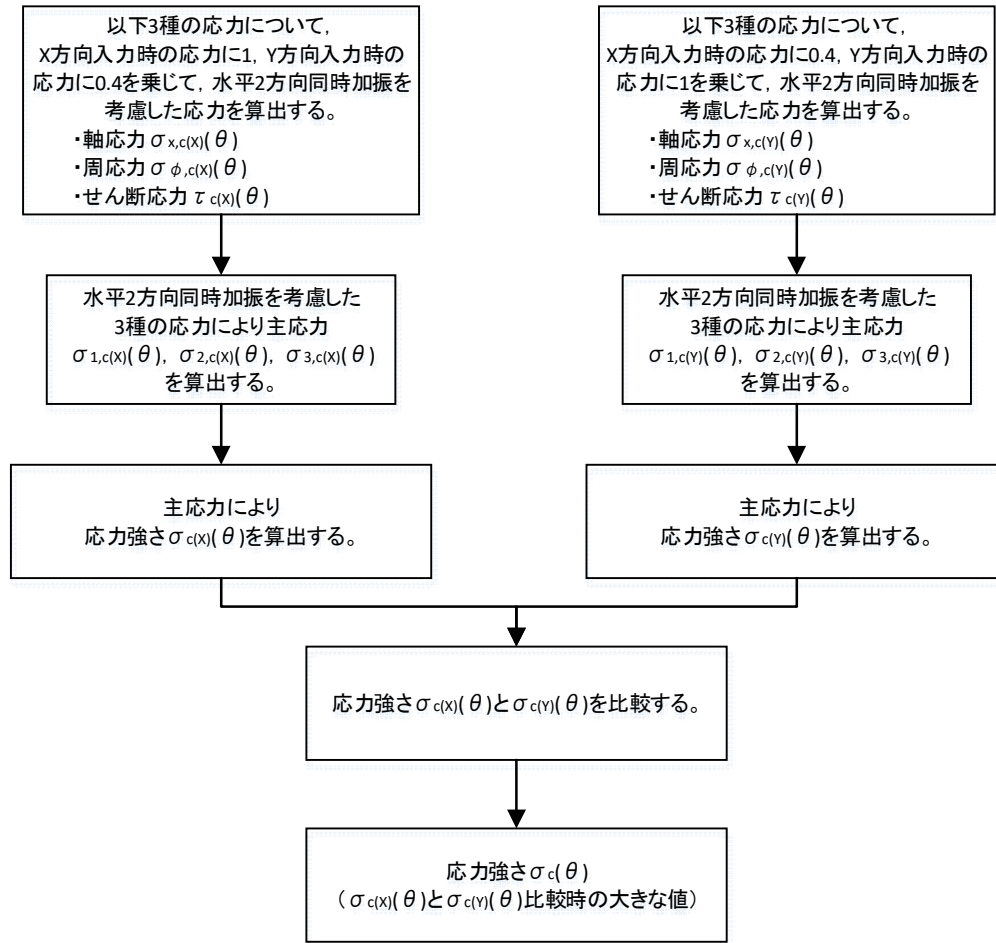 以下3種の応力について，
X方向入力時の応力に1，Y方向入力時の
応力に0.4を乗じて，水平2方向同時加振を
考慮した応力を算出する。
・軸応力σx,c(X)(θ)
・周応力σφ,c(X)(θ)
・せん断応力τc(X)(θ)
以下3種の応力について，
X方向入力時の応力に0.4，Y方向入力時の
応力に1を乗じて，水平2方向同時加振を
考慮した応力を算出する。
・軸応力σx,c(Y)(θ)
・周応力σφ,c(Y)(θ)
・せん断応力τc(Y)(θ)
水平2方向同時加振を考慮した
3種の応力により主応力
σ1,c(X)(θ)，σ2,c(X)(θ)，σ3,c(X)(θ)
を算出する。
水平2方向同時加振を考慮した
3種の応力により主応力
σ1,c(Y)(θ)，σ2,c(Y)(θ)，σ3,c(Y)(θ)
を算出する。
主応力により
応力強さσc(X)(θ)を算出する。
主応力により
応力強さσc(Y)(θ)を算出する。
応力強さσc(X)(θ)とσc(Y)(θ)を比較する。
応力強さσc(θ)
（σc(X)(θ)とσc(Y)(θ)比較時の大きな値）